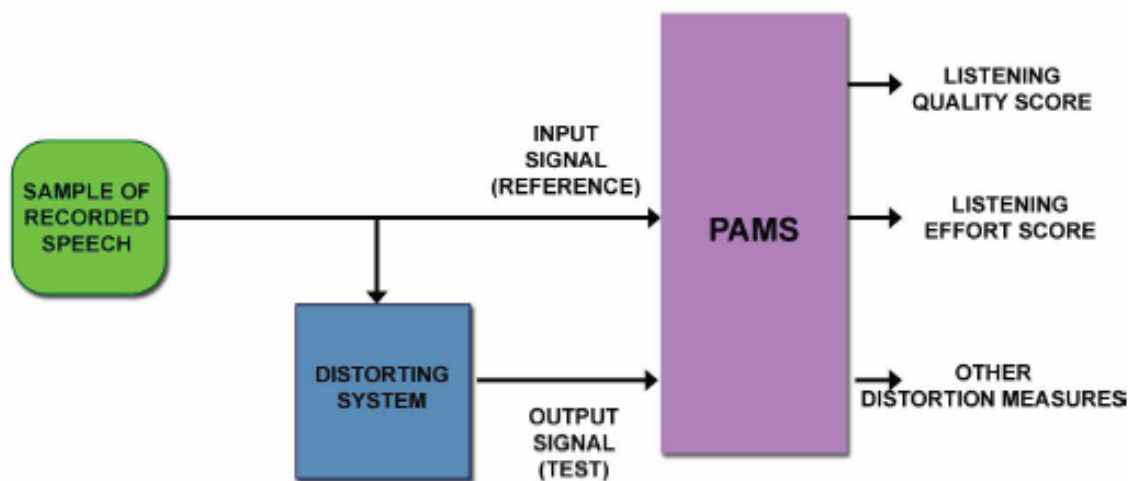 SAMPLE OF
RECORDED
SPEECH
INPUT
SIGNAL
(REFERENCE)
DISTORTING
SYSTEM
OUTPUT
SIGNAL
(TEST)
PAMS
LISTENING
QUALITY SCORE
LISTENING
EFFORT SCORE
OTHER
DISTORTION MEASURES